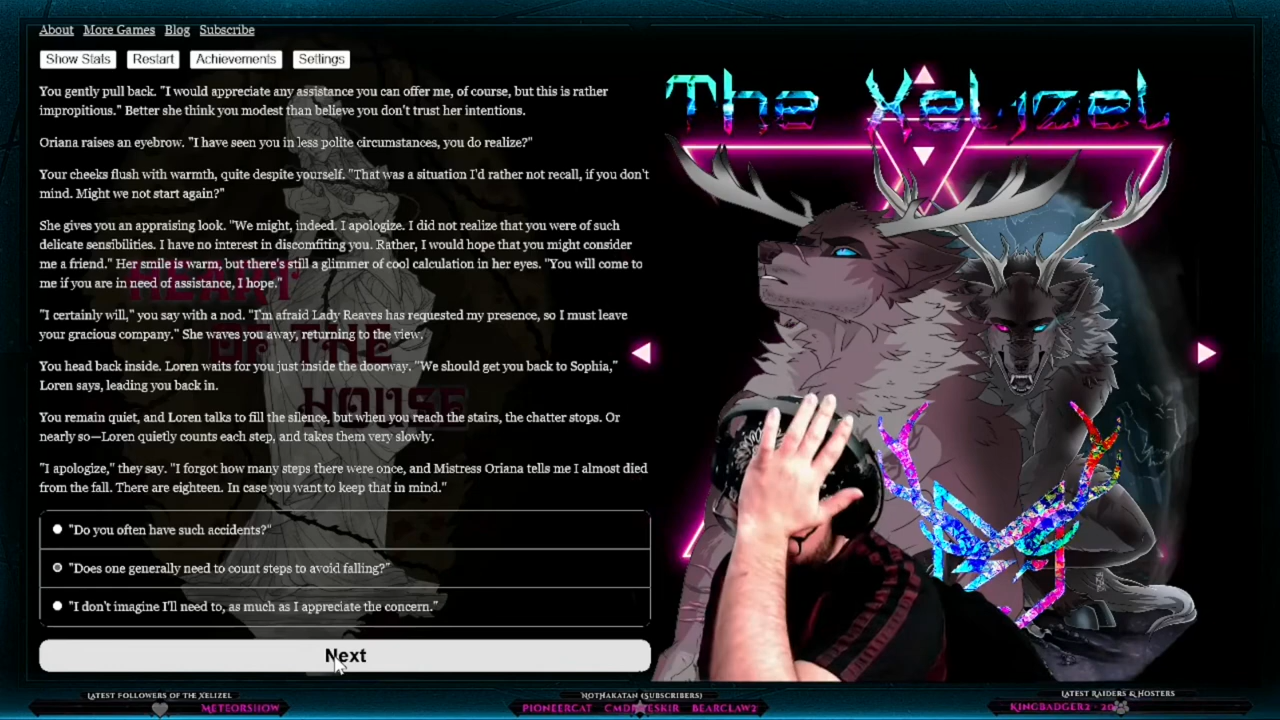 About More Games Blog Subscribe
Show Stats Restart Achievements Settings
You gently pull back. "I would appreciate any assistance you can offer me, of course, but this is rather
impropitious." Better she think you modest than believe you don't trust her intentions.
Oriana raises an eyebrow. "I have seen you in less polite circumstances, you do realize?"
Your cheeks flush with warmth, quite despite yourself. "That was a situation I'd rather not recall, if you don't
mind. Might we not start again?"
She gives you an appraising look. "We might, indeed. I apologize. I did not realize that you were of such
delicate sensibilities. I have no interest in discomfiting you. Rather, I would hope that you might consider
me a friend." Her smile is warm, but there's still a glimmer of cool calculation in her eyes. "You will come to
me if you are in need of assistance, I hope."
"I certainly will," you say with a nod. "I'm afraid Lady Reaves has requested my presence, so I must leave
your gracious company." She waves you away, returning to the view.
You head back inside. Loren waits for you just inside the doorway. "We should get you back to Sophia,"
Loren says, leading you back in.
You remain quiet, and Loren talks to fill the silence, but when you reach the stairs, the chatter stops. Or
nearly so—Loren quietly counts each step, and takes them very slowly.
"I apologize," they say. "I forgot how many steps there were once, and Mistress Oriana tells me I almost died
from the fall. There are eighteen. In case you want to keep that in mind."
"Do you often have such accidents?"
"Does one generally need to count steps to avoid falling?"
"I don't imagine I'll need to, as much as I appreciate the concern."
Next
HEART
OF THE
HOUSE
The Xelizel
Latest Followers of The Xelizel
Meteorshow
NotHakatan (Subscribers)
Pioneercat Bearclaw2
Latest Raiders & Hosters
KingBadger2